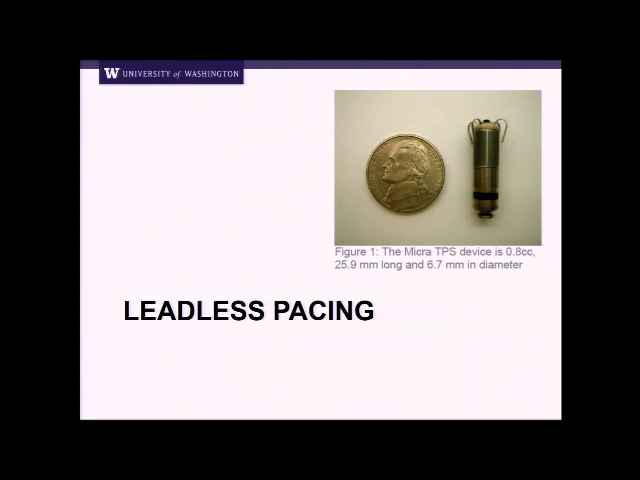 W UNIVERSITY of WASHINGTON
Figure 1: The Micra TPS device is 0.8cc,
25.9 mm long and 6.7 mm in diameter
LEADLESS PACING